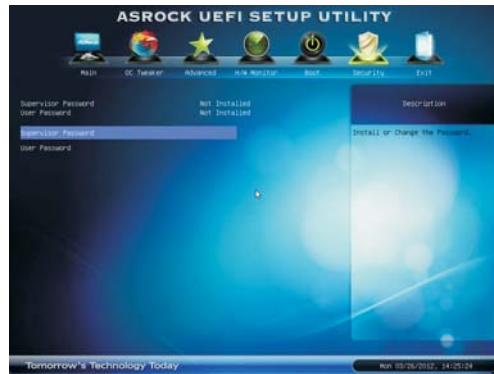 ASROCK UEFI SETUP UTILITY
Main OC Tweaker Advanced H/W Monitor Boot Security Exit
Supervisor Password Not Installed
User Password Not Installed
Supervisor Password
User Password
Description
Install or Change the Password.
Tomorrow's Technology Today
Mon 03/26/2012, 14:25:24